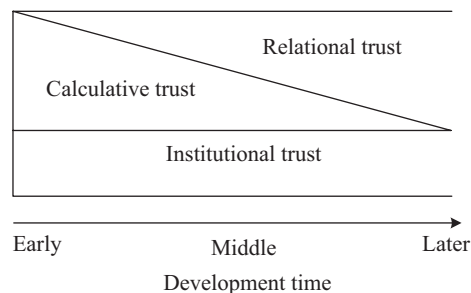 Relational trust
Calculative trust
Institutional trust
Early Middle Later
Development time